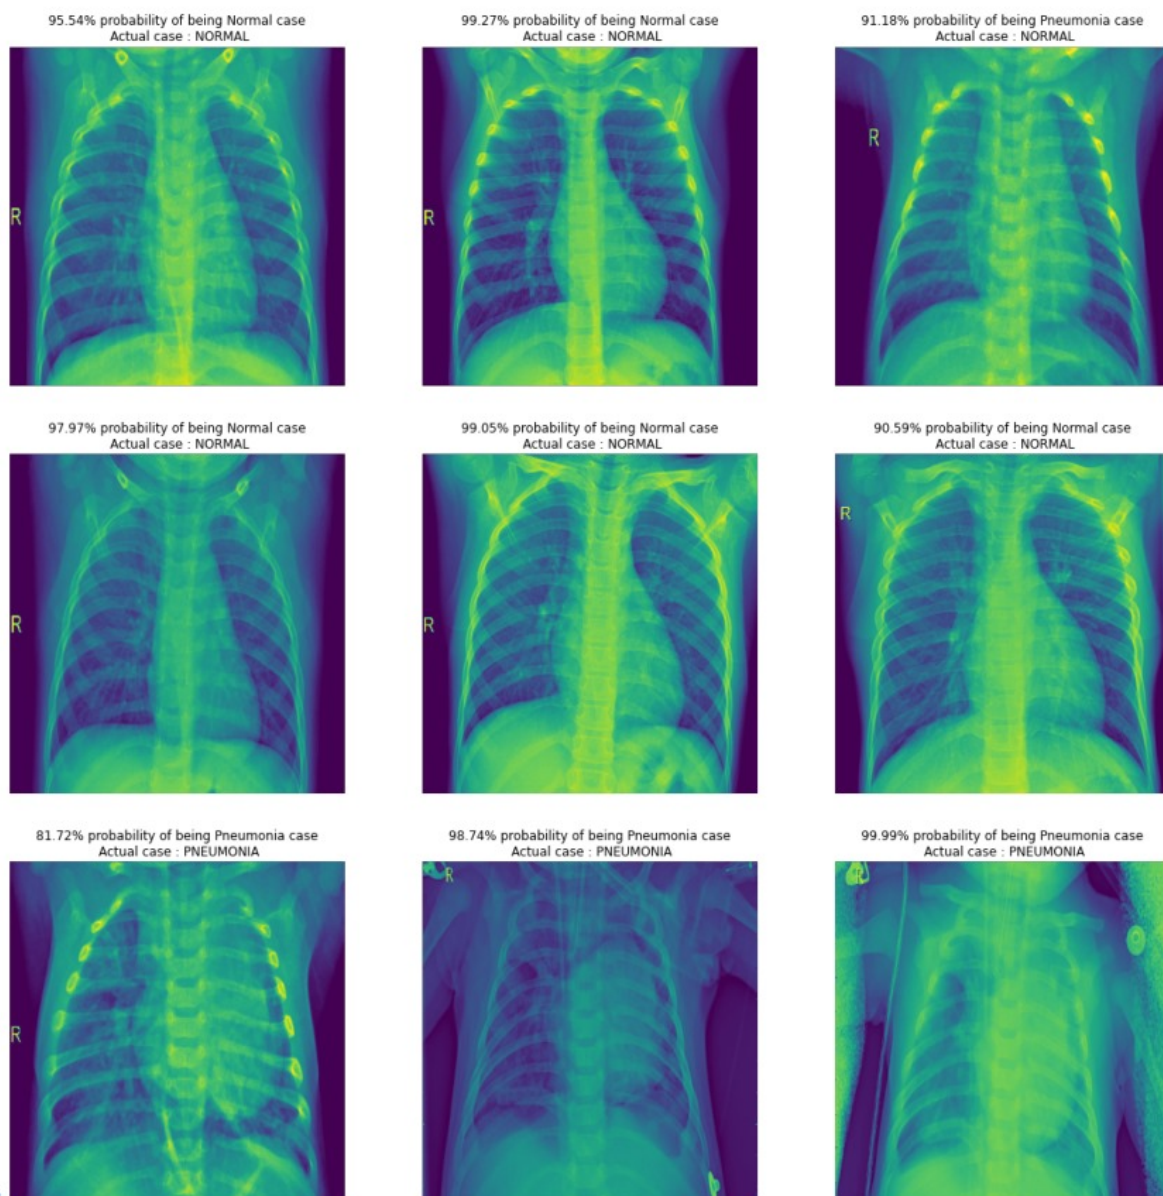 95.54% probability of being Normal case
Actual case : NORMAL
99.27% probability of being Normal case
Actual case : NORMAL
91.18% probability of being Pneumonia case
Actual case : NORMAL
R
R
R
97.97% probability of being Normal case
Actual case : NORMAL
99.05% probability of being Normal case
Actual case : NORMAL
90.59% probability of being Normal case
Actual case : NORMAL
R
R
R
81.72% probability of being Pneumonia case
Actual case : PNEUMONIA
98.74% probability of being Pneumonia case
Actual case : PNEUMONIA
99.99% probability of being Pneumonia case
Actual case : PNEUMONIA
R
R
R